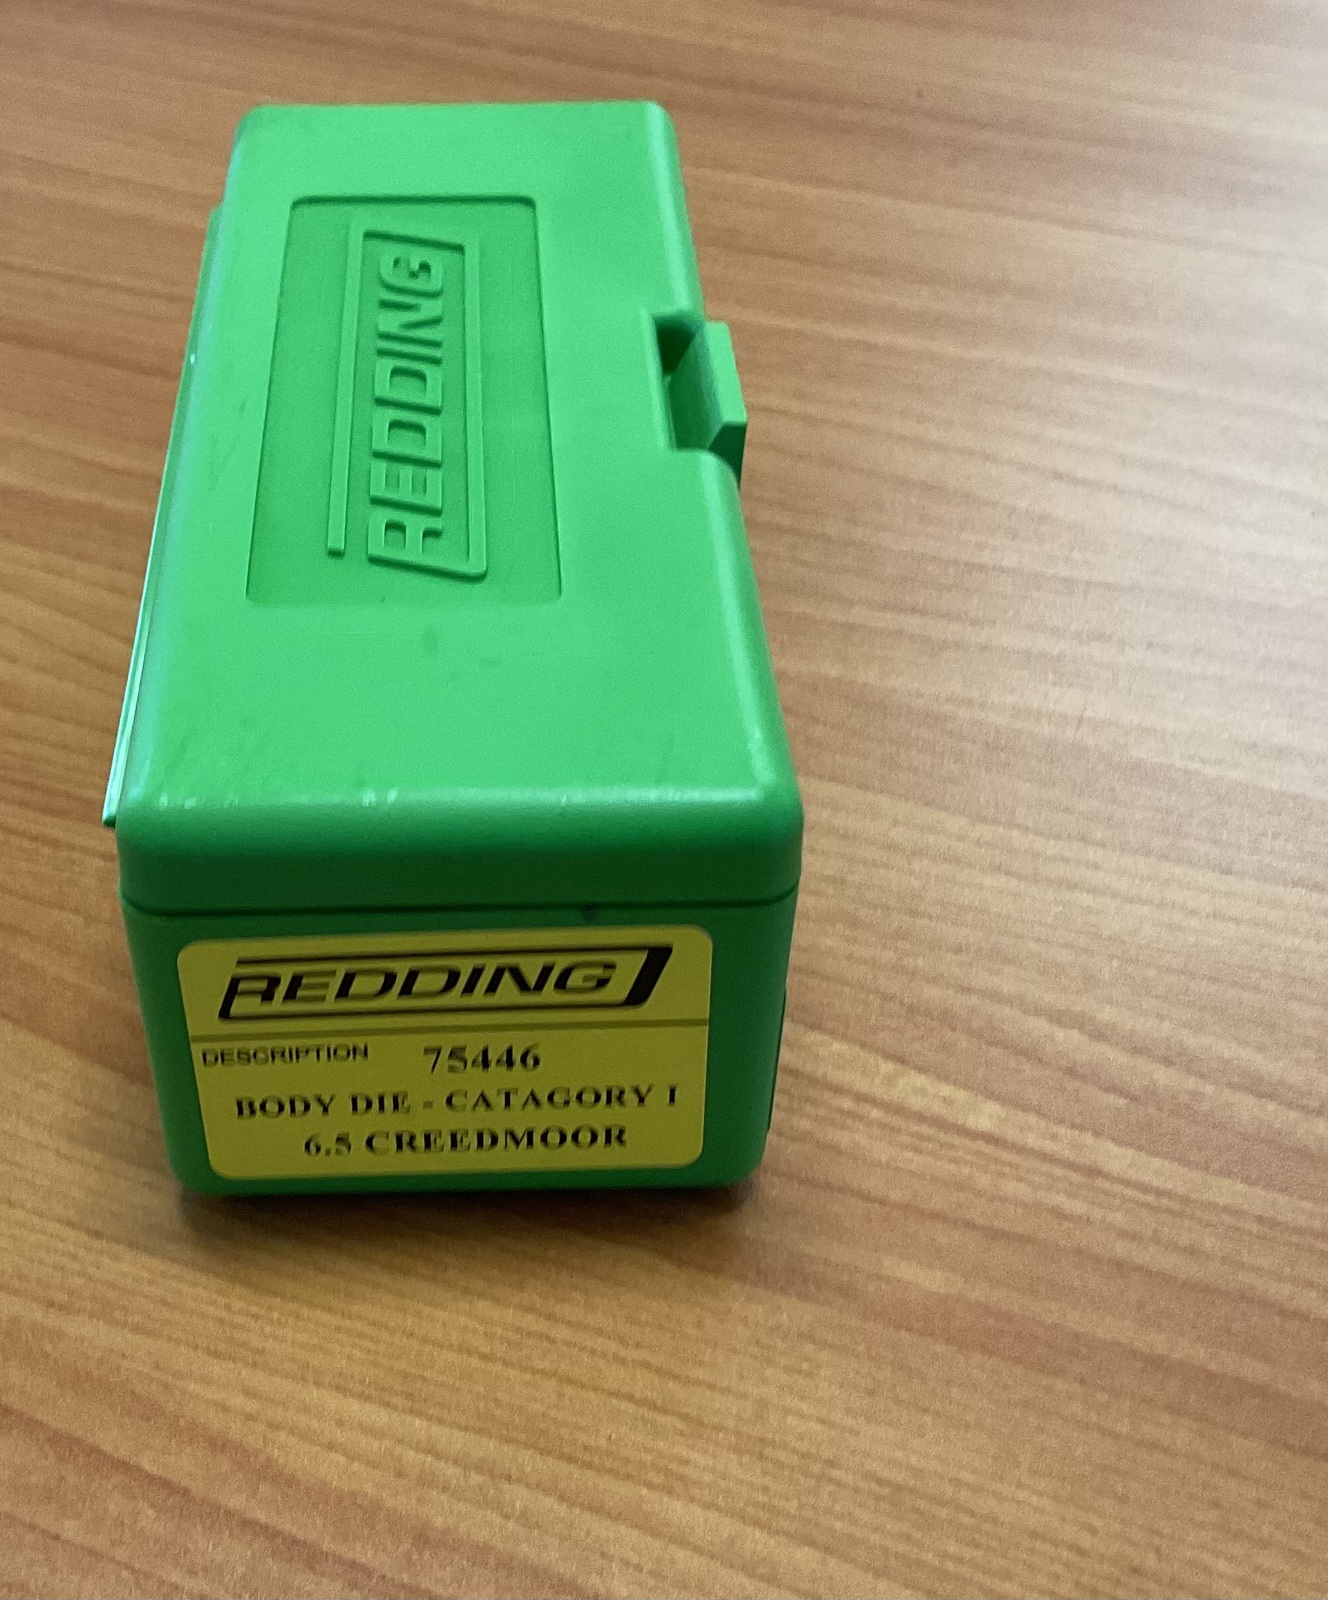 REDDING
REDDING
DESCRIPTION 75446
BODY DIE - CATAGORY I
6.5 CREEDMOOR